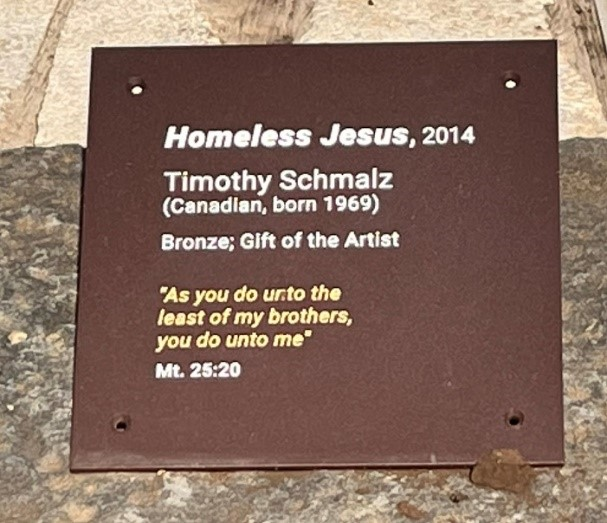 Homeless Jesus, 2014
Timothy Schmalz
(Canadian, born 1969)
Bronze; Gift of the Artist
"As you do unto the
least of my brothers,
you do unto me"
Mt. 25:20